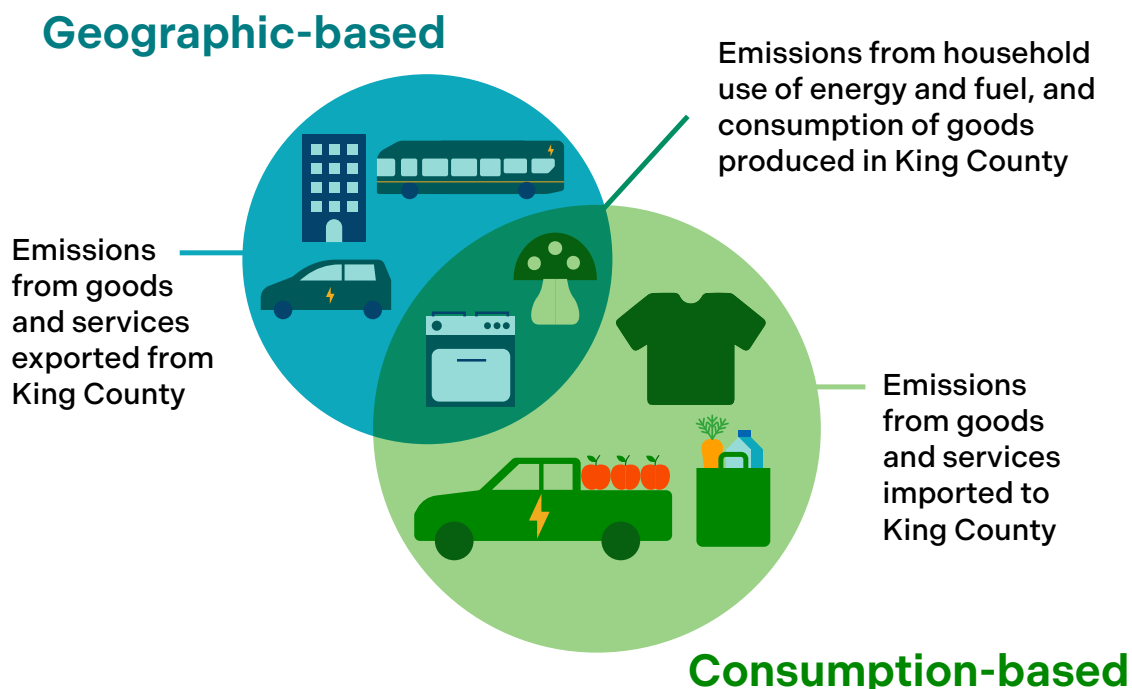 Geographic-based
Emissions from household
use of energy and fuel, and
consumption of goods
produced in King County
Emissions
from goods
and services
exported from
King County
Emissions
from goods
and services
imported to
King County
Consumption-based